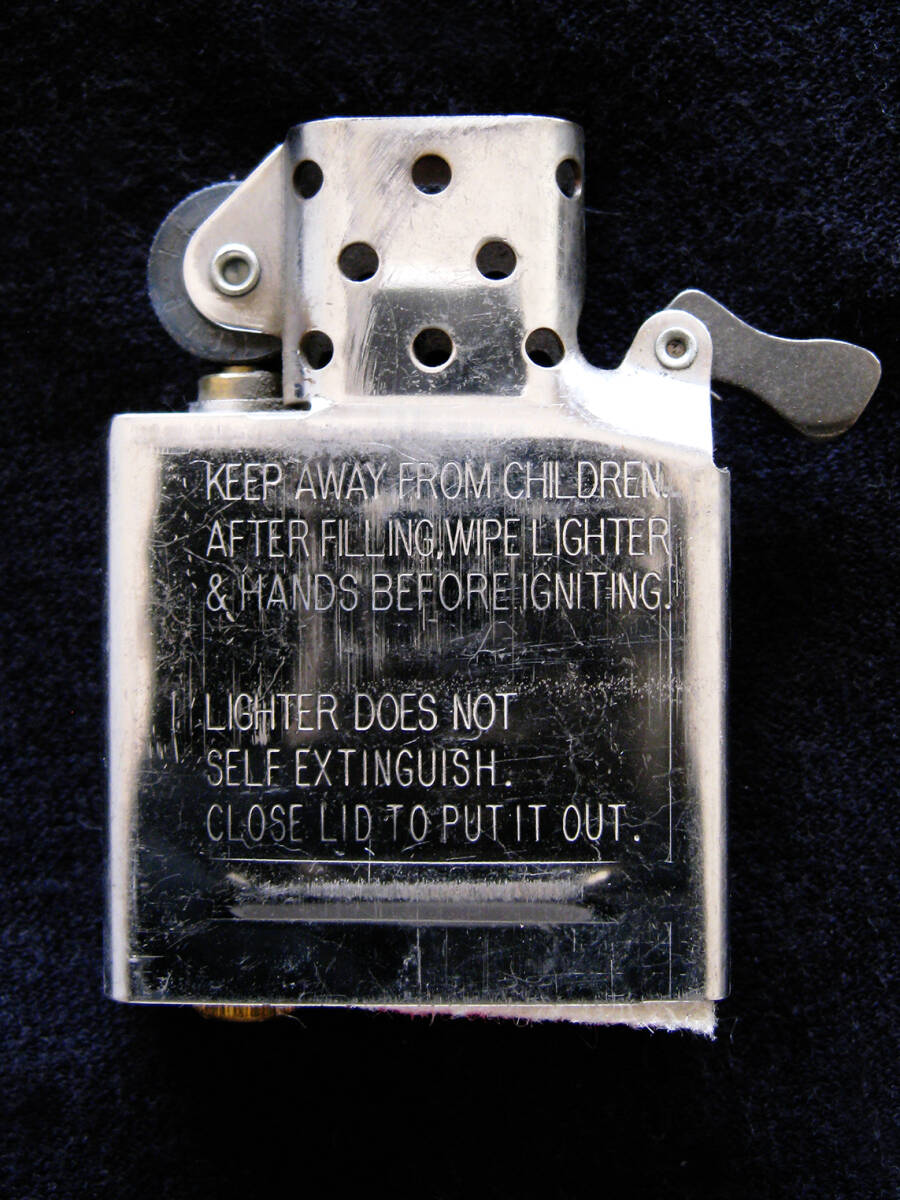 KEEP AWAY FROM CHILDREN.
AFTER FILLING,WIPE LIGHTER
& HANDS BEFORE IGNITING.
LIGHTER DOES NOT
SELF EXTINGUISH.
CLOSE LID TO PUT IT OUT.